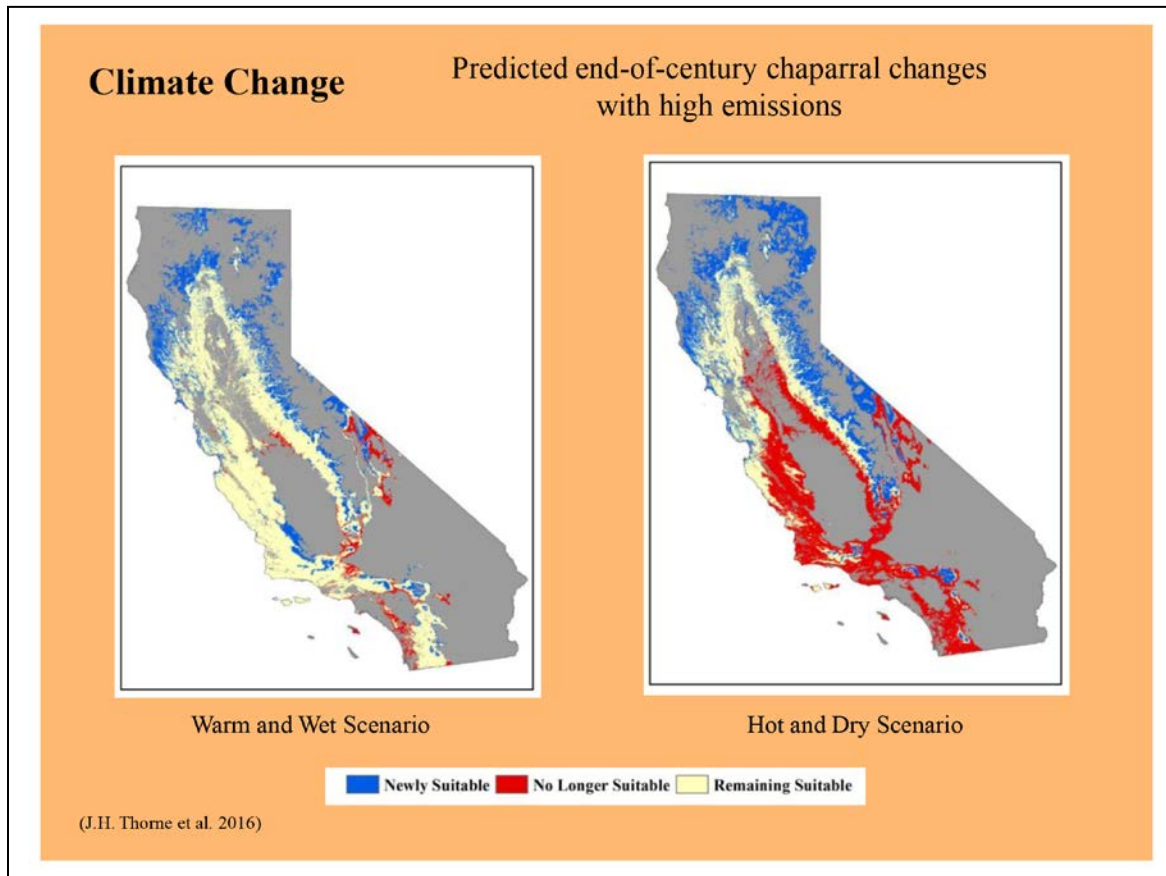 Climate Change
Predicted end-of-century chaparral changes
with high emissions
Warm and Wet Scenario
Hot and Dry Scenario
Newly Suitable No Longer Suitable Remaining Suitable
(J.H. Thorne et al. 2016)